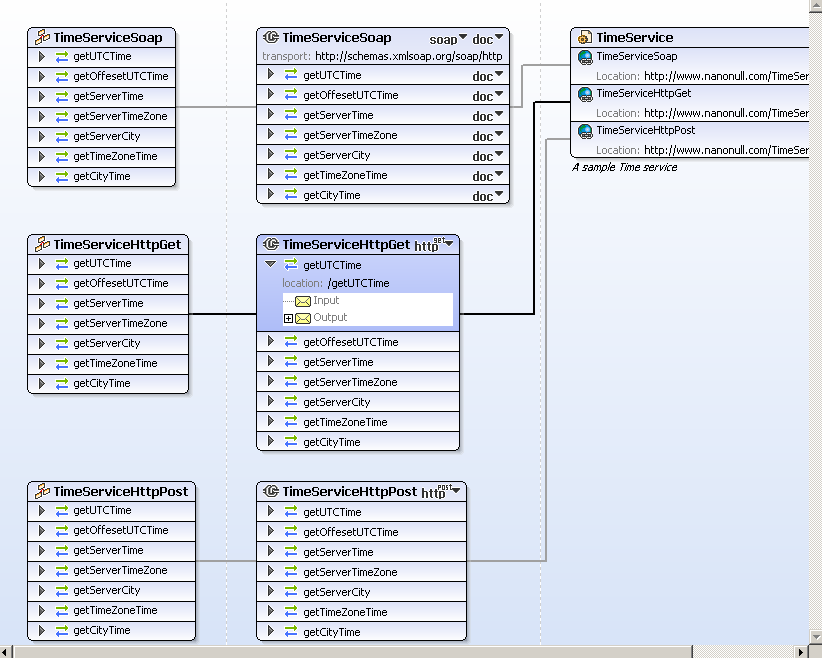 TimeServiceSoap
getUTCTime
getOffesetUTCTime
getServerTime
getServerTimeZone
getServerCity
getTimeZoneTime
getCityTime
TimeServiceSoap soap doc
transport: http://schemas.xmlsoap.org/soap/http
getUTCTime doc
getOffesetUTCTime doc
getServerTime doc
getServerTimeZone doc
getServerCity doc
getTimeZoneTime doc
getCityTime doc
TimeService
TimeServiceSoap
Location: http://www.nanonull.com/TimeSer
TimeServiceHttpGet
Location: http://www.nanonull.com/TimeSer
TimeServiceHttpPost
Location: http://www.nanonull.com/TimeSer
A sample Time service
TimeServiceHttpGet
getUTCTime
getOffesetUTCTime
getServerTime
getServerTimeZone
getServerCity
getTimeZoneTime
getCityTime
TimeServiceHttpGet http get
getUTCTime
location: /getUTCTime
Input
Output
getOffesetUTCTime
getServerTime
getServerTimeZone
getServerCity
getTimeZoneTime
getCityTime
TimeServiceHttpPost
getUTCTime
getOffesetUTCTime
getServerTime
getServerTimeZone
getServerCity
getTimeZoneTime
getCityTime
TimeServiceHttpPost http post
getUTCTime
getOffesetUTCTime
getServerTime
getServerTimeZone
getServerCity
getTimeZoneTime
getCityTime